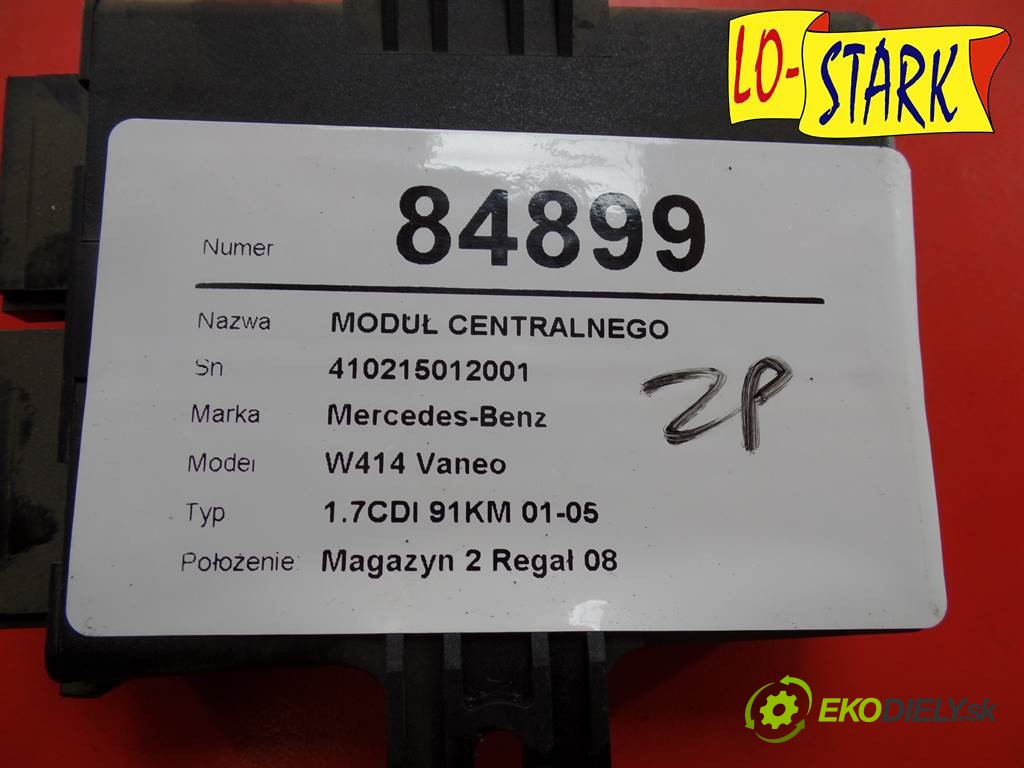 LO-STARK
Numer 84899
Nazwa MODUŁ CENTRALNEGO
Sn 410215012001
Marka Mercedes-Benz
Model W414 Vaneo
Typ 1.7CDI 91KM 01-05
Położenie: Magazyn 2 Regał 08
ZP
EKODIELY.sk